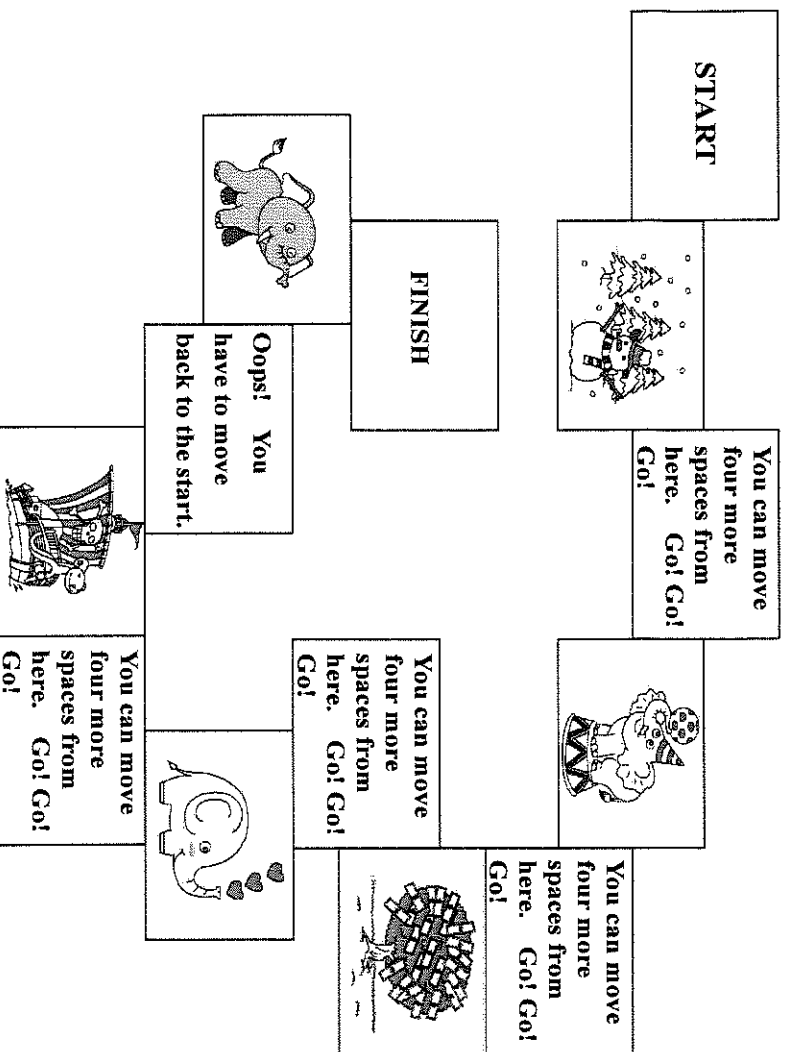 START
You can move
four more
spaces from
here. Go! Go!
Go!
You can move
four more
spaces from
here. Go! Go!
Go!
You can move
four more
spaces from
here. Go! Go!
Go!
You can move
four more
spaces from
here. Go! Go!
Go!
Oops! You
have to move
back to the start.
FINISH